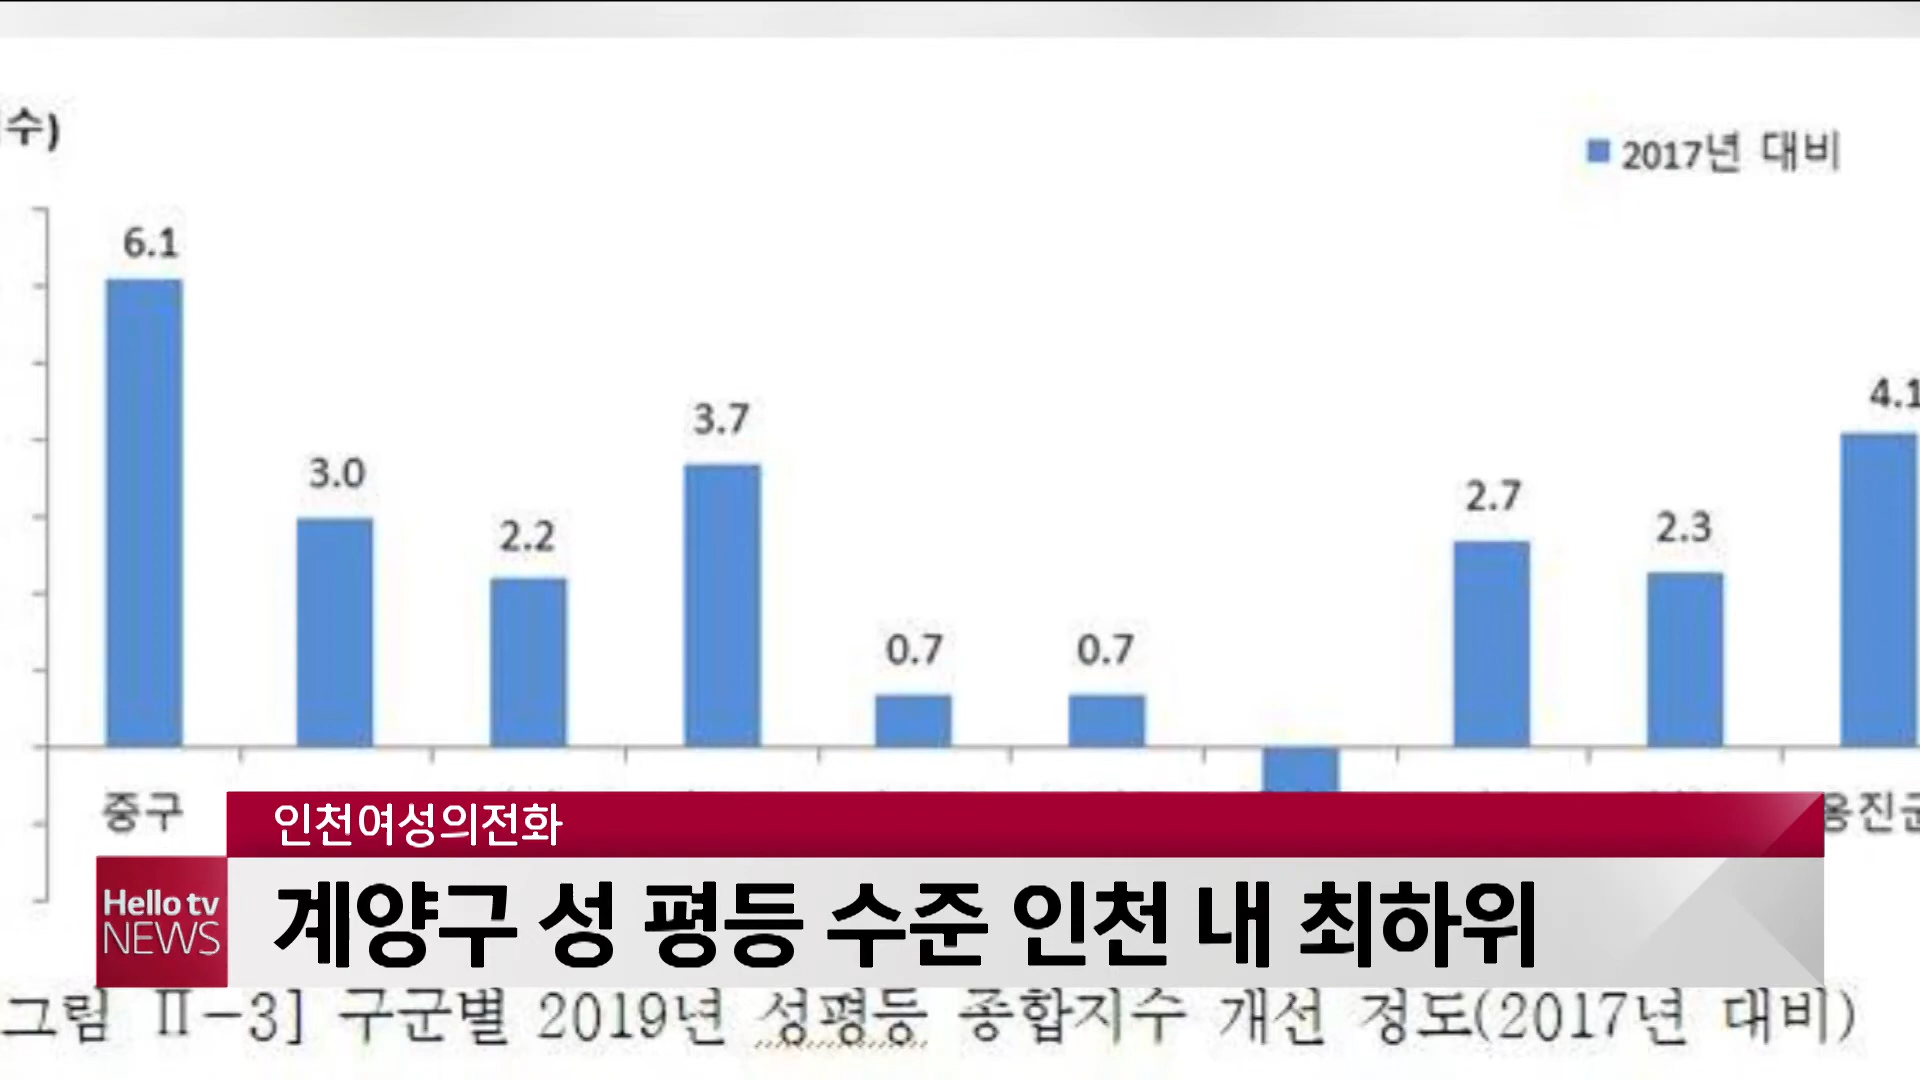 수)
2017년 대비
6.1
3.0
2.2
3.7
0.7
0.7
2.7
2.3
4.1
중구
옹진군
인천여성의전화
Hello tv
NEWS
계양구 성 평등 수준 인천 내 최하위
그림 Ⅱ-3] 구군별 2019년 성평등 종합지수 개선 정도(2017년 대비)